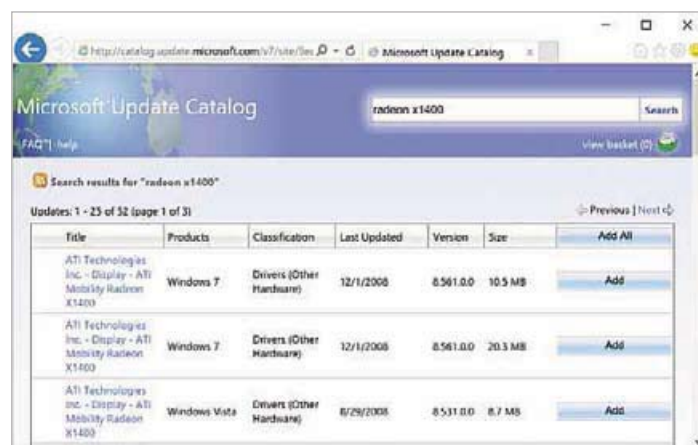 http://catalog.update.microsoft.com/v7/site/Sea
Microsoft Update Catalog
Microsoft Update Catalog
radeon x1400
Search
FAQ | help
view basket (0)
Search results for "radeon x1400"
Updates: 1 - 25 of 52 (page 1 of 3)
Previous | Next
Title Products Classification Last Updated Version Size Add All
ATI Technologies
Inc. - Display - ATI
Mobility Radeon
X1400
Windows 7
Drivers (Other
Hardware)
12/1/2008
8.561.0.0
10.5 MB
Add
ATI Technologies
Inc. - Display - ATI
Mobility Radeon
X1400
Windows 7
Drivers (Other
Hardware)
12/1/2008
8.561.0.0
20.3 MB
Add
ATI Technologies
Inc. - Display - ATI
Mobility Radeon
X1400
Windows Vista
Drivers (Other
Hardware)
8/29/2008
8.531.0.0
8.7 MB
Add